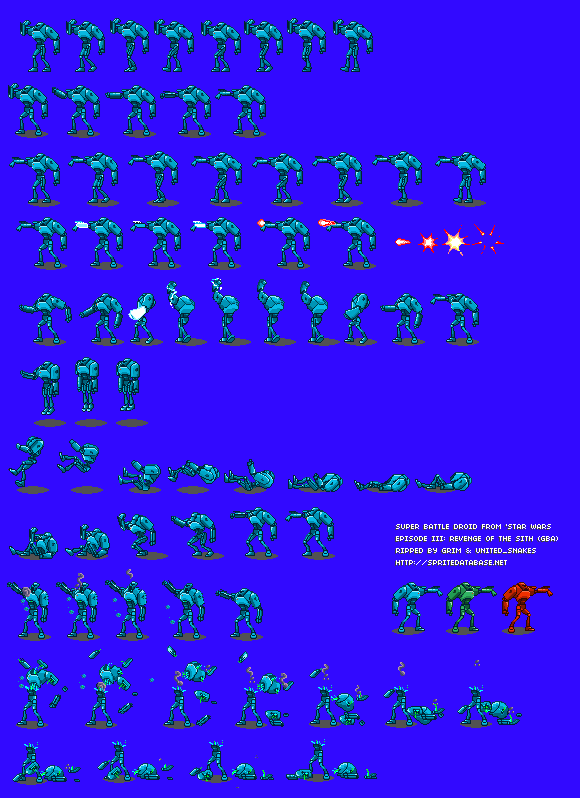 SUPER BATTLE DROID FROM 'STAR WARS
EPISODE III: REVENGE OF THE SITH (GBA)
RIPPED BY GRIM & UNITED_SNAKES
HTTP://SPRITEDATABASE.NET